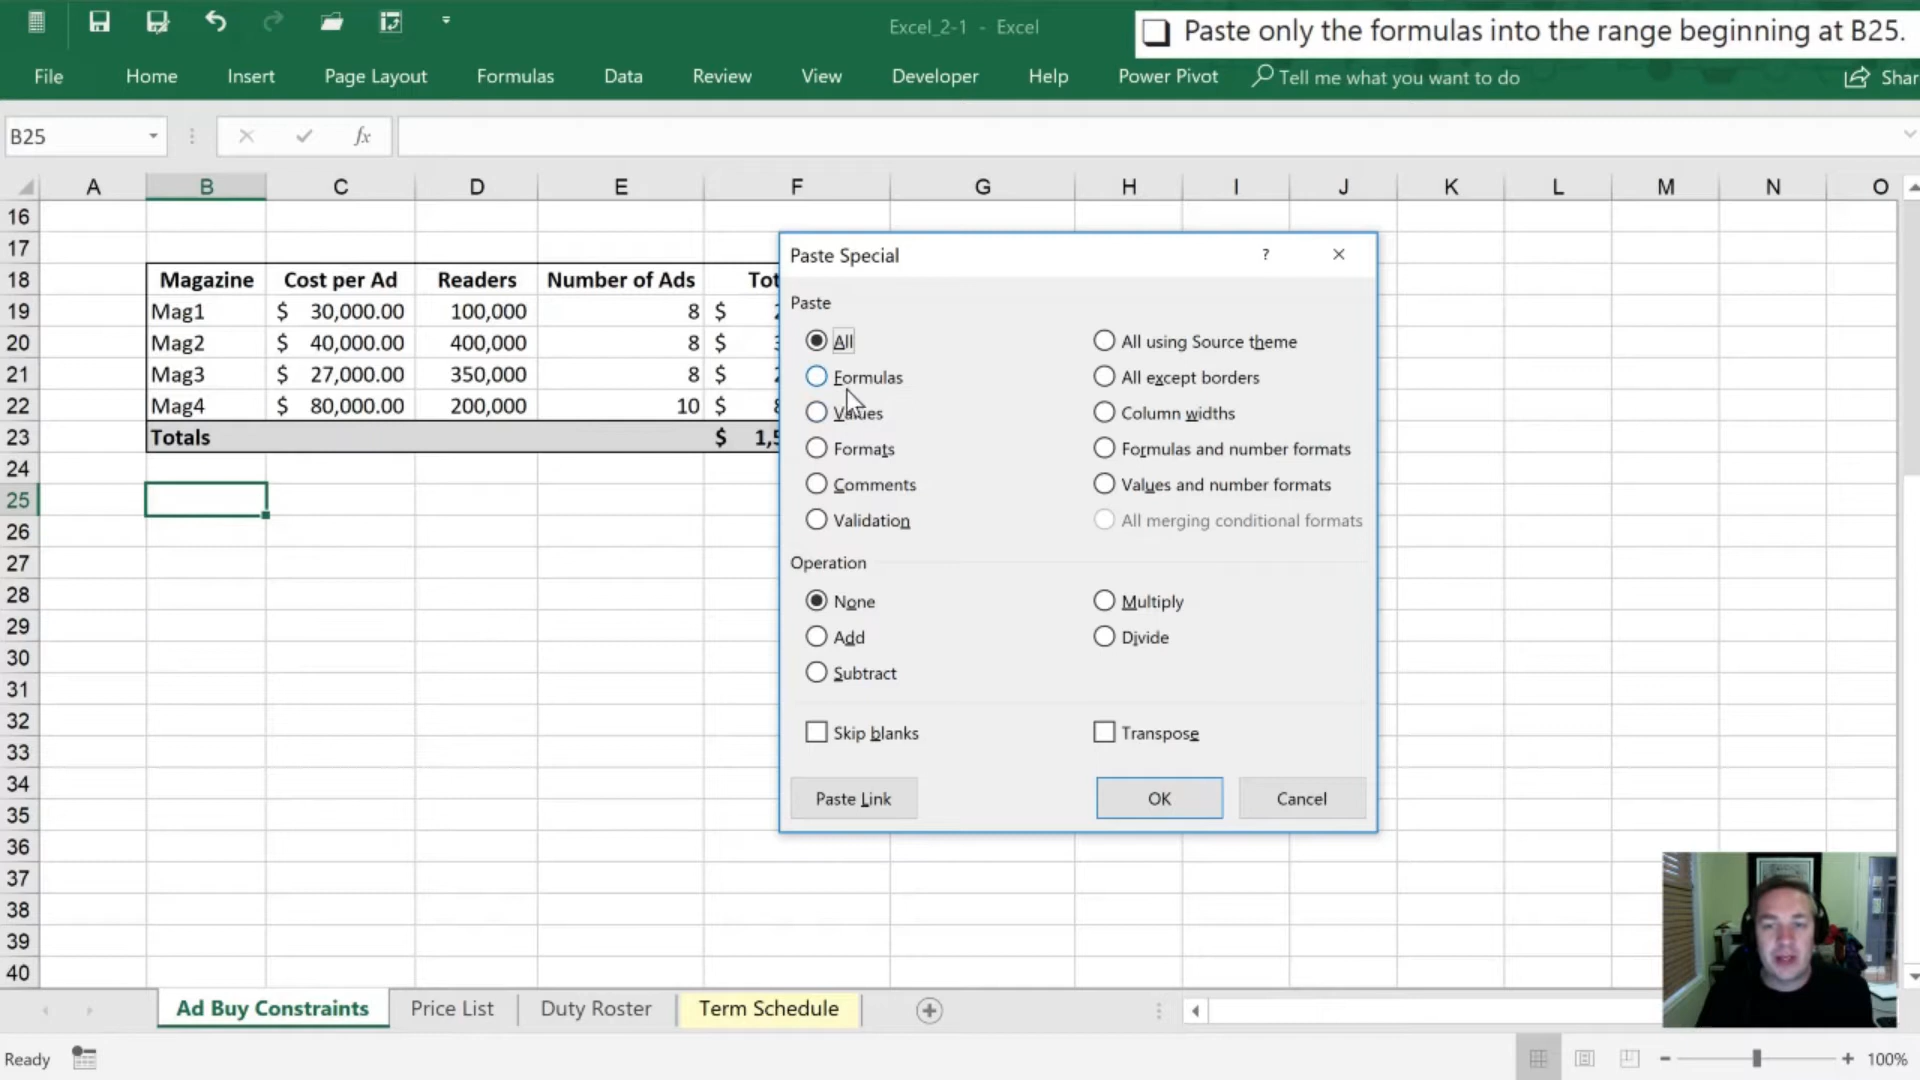 Excel_2-1 - Excel
Paste only the formulas into the range beginning at B25.
File Home Insert Page Layout Formulas Data Review View Developer Help Power Pivot Tell me what you want to do Shar
B25 fx
A B C D E F G H I J K L M N O
16
17
18 Magazine Cost per Ad Readers Number of Ads Tot
19 Mag1 $ 30,000.00 100,000 8 $ 2
20 Mag2 $ 40,000.00 400,000 8 $
21 Mag3 $ 27,000.00 350,000 8 $ 2
22 Mag4 $ 80,000.00 200,000 10 $ 8
23 Totals $ 1,5
24
25
26
27
28
29
30
31
32
33
34
35
36
37
38
39
40
Paste Special ?
Paste
All All using Source theme
Formulas All except borders
Values Column widths
Formats Formulas and number formats
Comments Values and number formats
Validation All merging conditional formats
Operation
None Multiply
Add Divide
Subtract
Skip blanks Transpose
Paste Link OK Cancel
Ad Buy Constraints Price List Duty Roster Term Schedule
Ready 100%